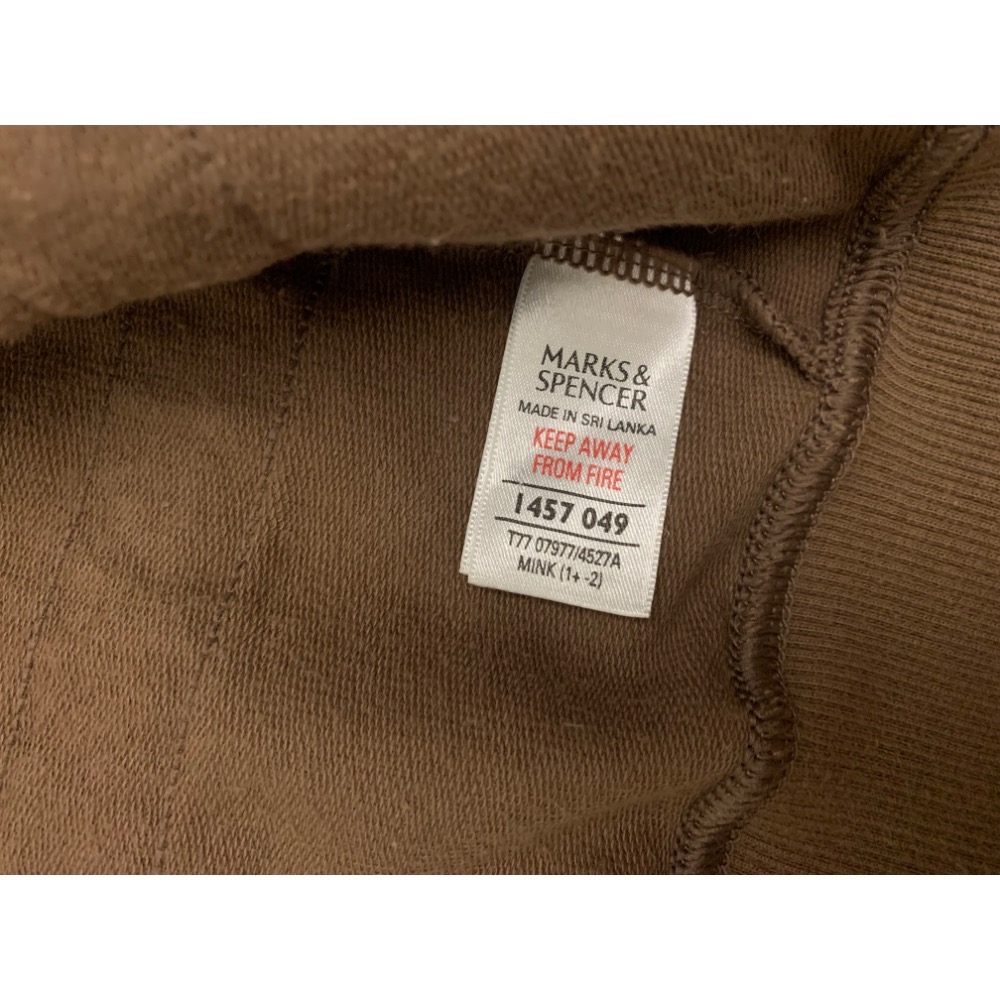 MARKS &
SPENCER
MADE IN SRI LANKA
KEEP AWAY
FROM FIRE
1457 049
T77 07977/4527A
MINK (1+ -2)